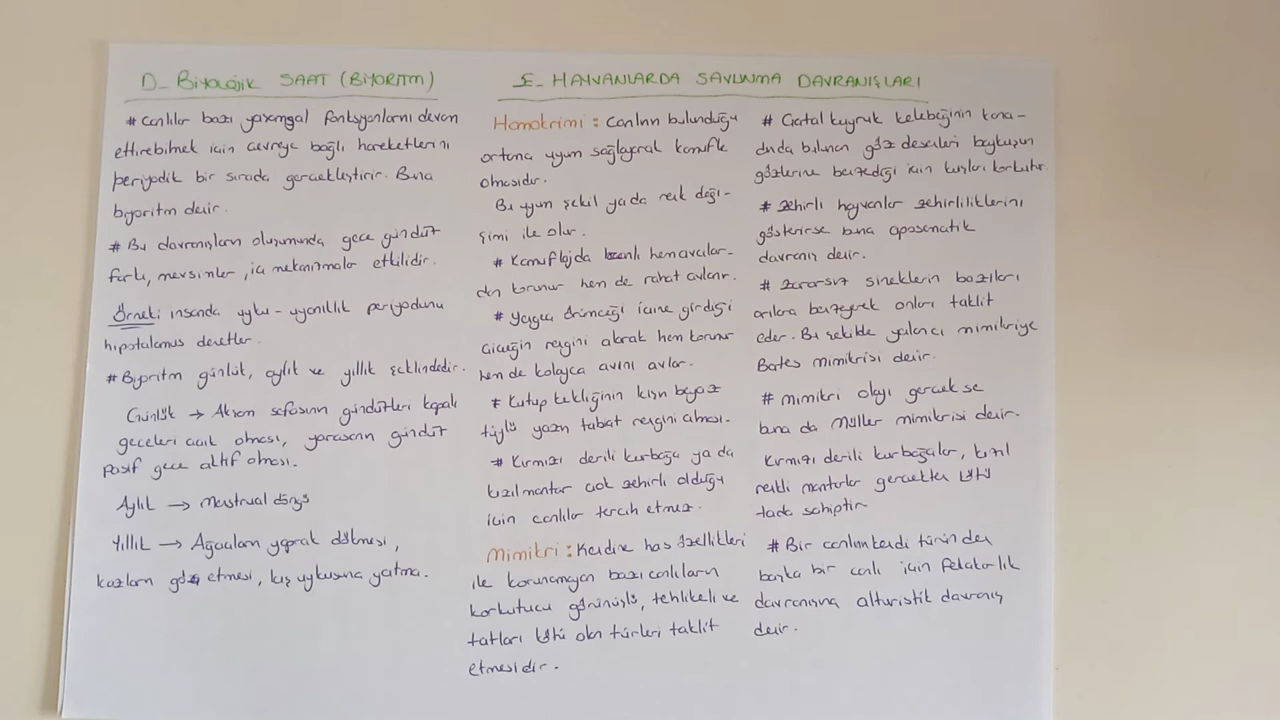 D- BİYOLOJİK SAAT (BİYORİTM)
# Canlılar bazı yaşamsal fonksiyonlarını devam
ettirebilmek için çevreye bağlı hareketlerini
periyodik bir sırada gerçekleştirir. Buna
biyoritm denir.
# Bu davranışların oluşumunda gece gündüz
farkı, mevsimler, iç mekanizmalar etkilidir.
Örnek: insanda uyku-uyanıklık periyodunu
hipotalamus denetler.
# Biyoritm günlük, aylık ve yıllık şeklindedir.
Günlük → Akşam sefasının gündüzleri kapalı
geceleri açık olması, yarasanın gündüz
pasif gece aktif olması.
Aylık → Menstrual döngü
Yıllık → Ağaçların yaprak dökmesi,
kazların göç etmesi, kış uykusuna yatma.
E- HAYVANLARDA SAVUNMA DAVRANIŞLARI
Homokromi: Canlının bulunduğu
ortama uyum sağlayarak kamufle
olmasıdır.
Bu uyum şekil yada renk deği-
şimi ile olur.
# Kamuflajda canlı hem avcılar-
dan korunur hem de rahat avlanır.
# Yengeç örümceği içine girdiği
çiçeğin rengini alarak hem korunur
hem de kolayca avını avlar.
# Kutup kekliğinin kışın beyaz
tüylü yazın tabiat rengini alması.
# Kırmızı derili kurbağa ya da
kızıl mantar çok zehirli olduğu
için canlılar tercih etmez.
Mimikri: Kendine has özellikleri
ile korunamayan bazı canlıların
korkutucu görünüşlü, tehlikeli ve
tatları kötü olan türleri taklit
etmesidir.
# Çatal kuyruk kelebeğinin kana-
dında bulunan göz desenleri baykuşun
gözlerine benzediği için kuşları korkutur.
# Zehirli hayvanlar zehirliliklerini
gösterirse buna aposematik
davranış denir.
# Zararsız sineklerin bazıları
arılara benzeyerek onları taklit
eder. Bu şekilde yalancı mimikriye
Bates mimikrisi denir.
# mimikri olayı gerçek se
buna da Müller mimikrisi denir.
Kırmızı derili kurbağalar, kızıl
renkli mantarlar gerçekten kötü
tada sahiptir
# Bir canlının kendi türünden
başka bir canlı için fedakarlık
davranışına alturistik davranış
denir.